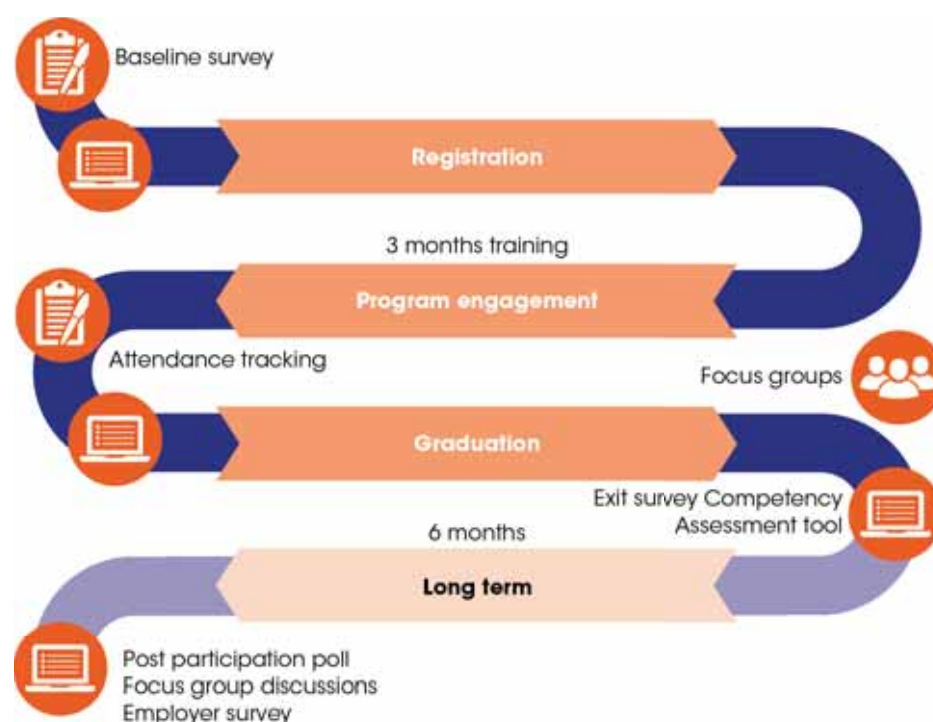 Baseline survey
Registration
3 months training
Program engagement
Attendance tracking
Focus groups
Graduation
Exit survey Competency
Assessment tool
6 months
Long term
Post participation poll
Focus group discussions
Employer survey